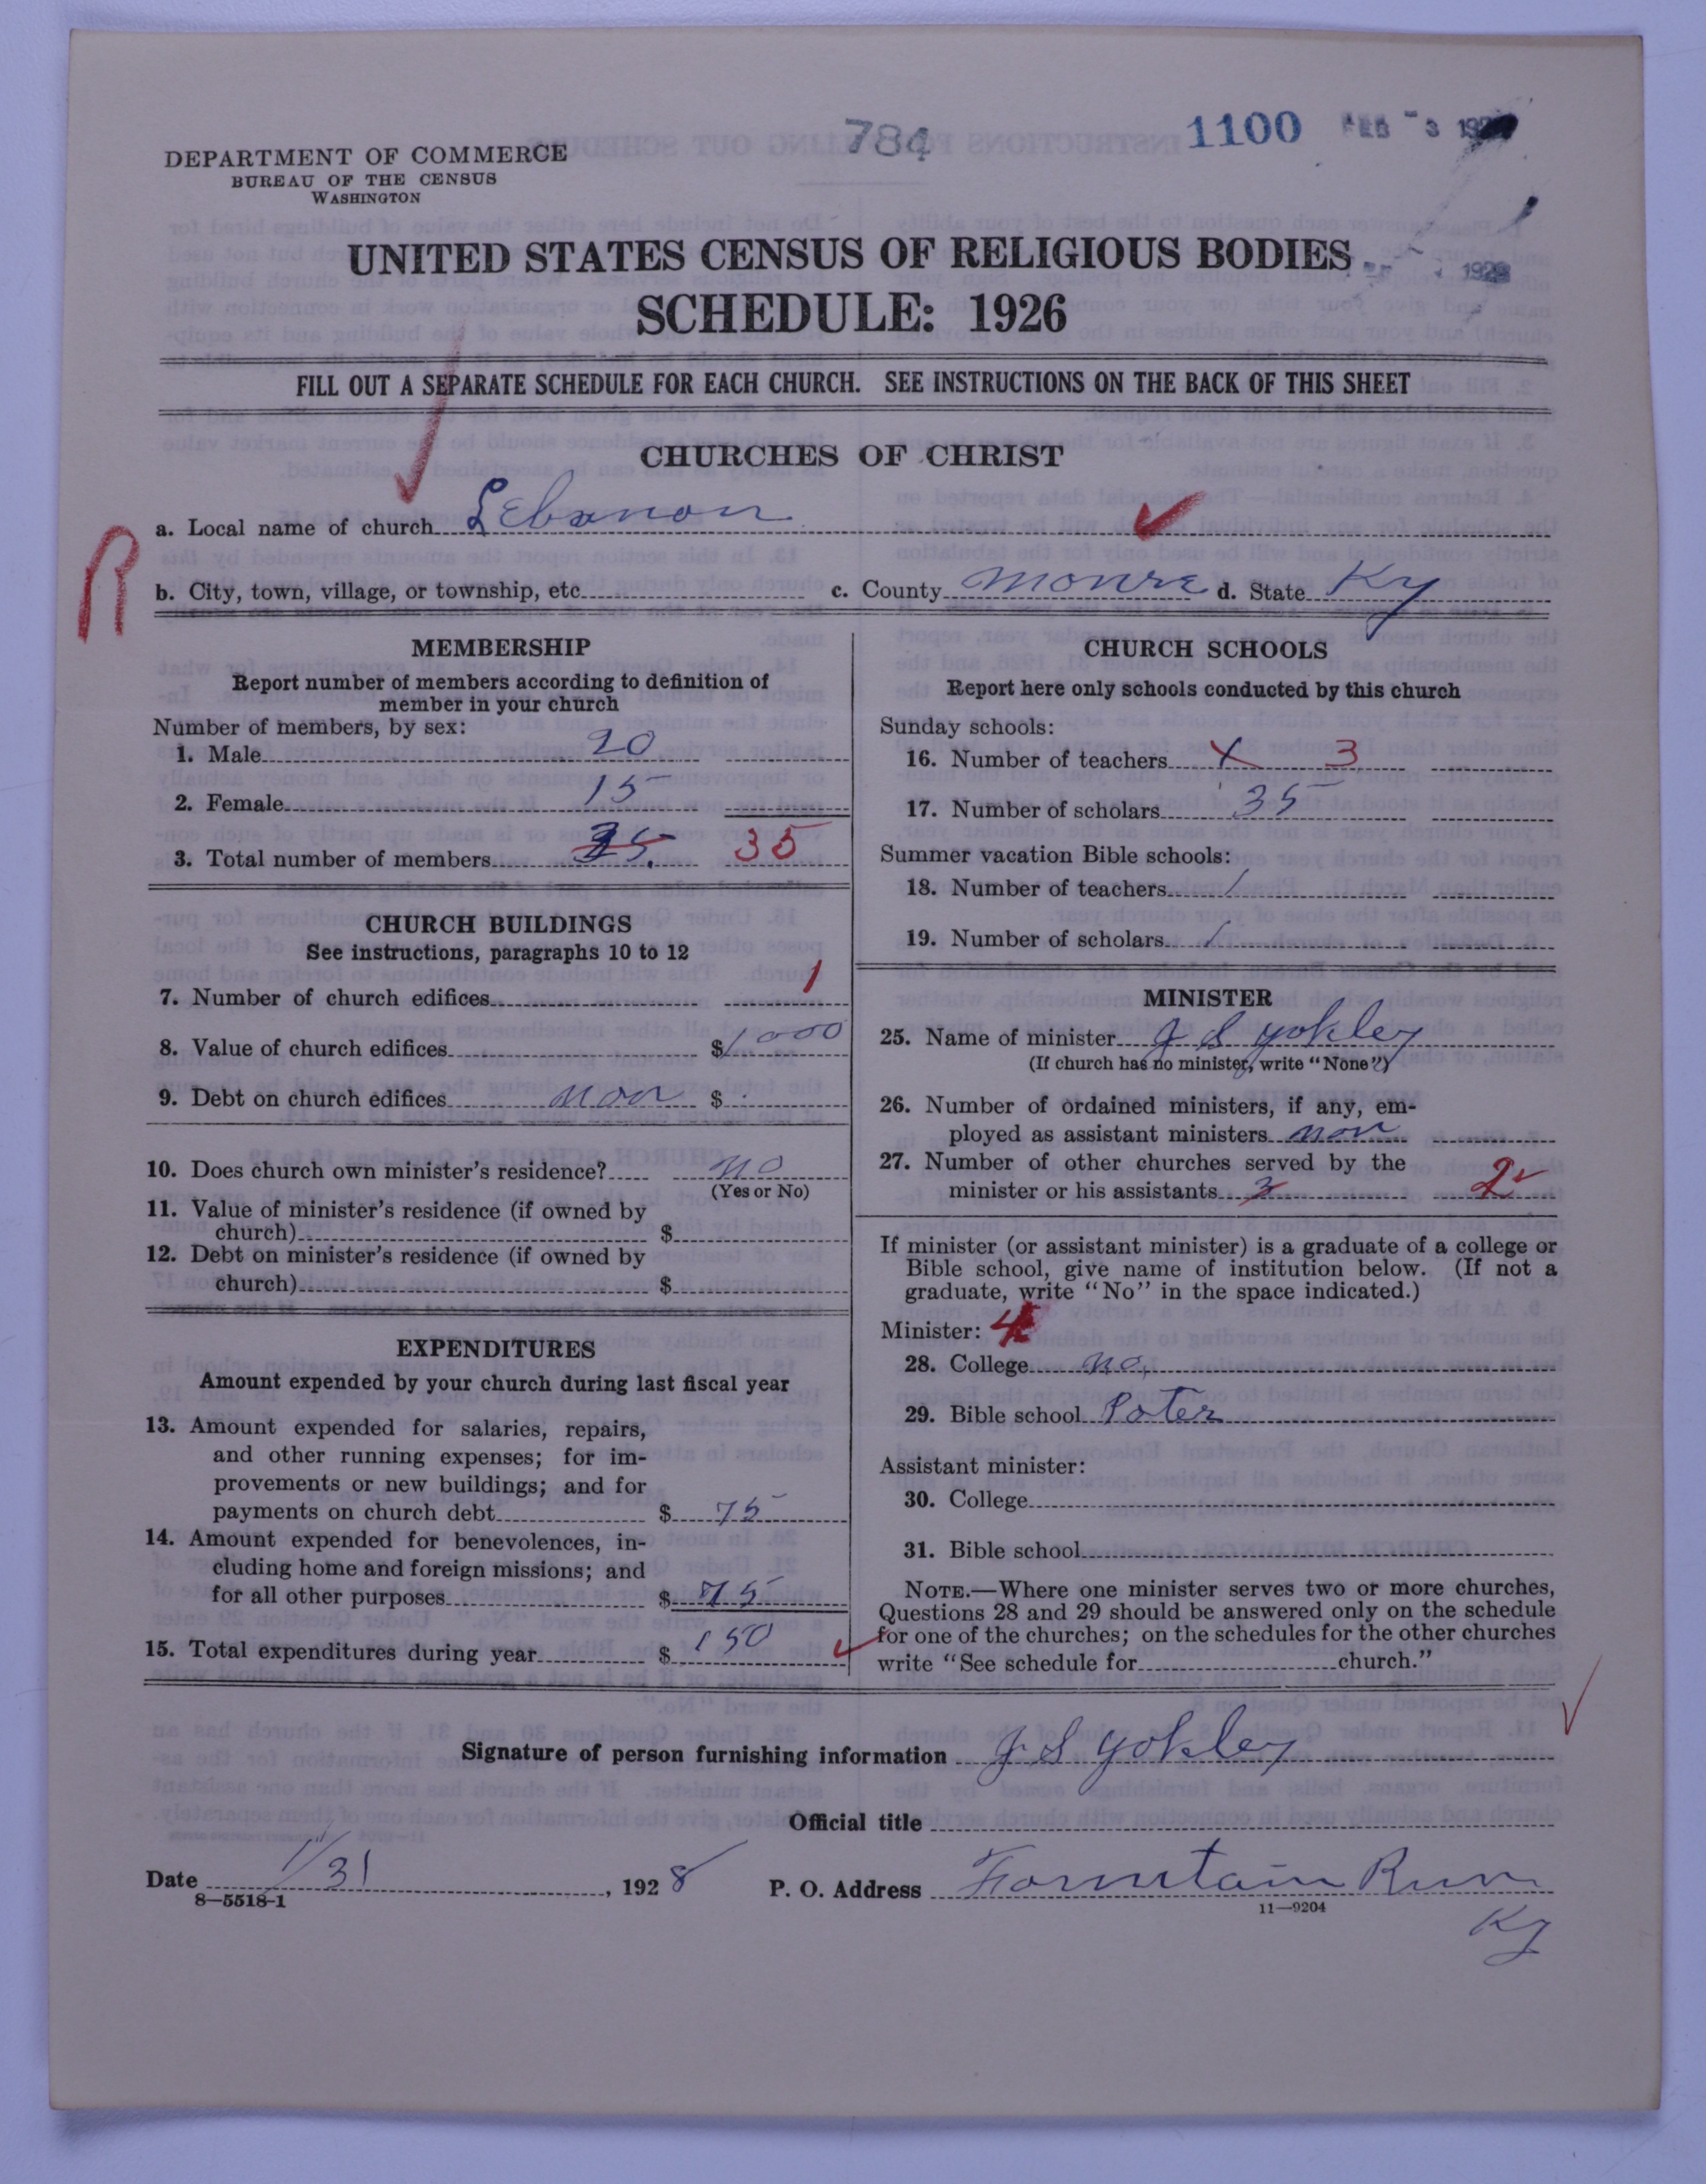 784 1100 FEB - 3 192
DEPARTMENT OF COMMERCE
BUREAU OF THE CENSUS
WASHINGTON
UNITED STATES CENSUS OF RELIGIOUS BODIES
1928
SCHEDULE: 1926
FILL OUT A SEPARATE SCHEDULE FOR EACH CHURCH. SEE INSTRUCTIONS ON THE BACK OF THIS SHEET
CHURCHES OF CHRIST
a. Local name of church Lebanon
R
b. City, town, village, or township, etc. c. County Monroe d. State Ky
MEMBERSHIP
Report number of members according to definition of
member in your church
Number of members, by sex:
1. Male 20
2. Female 15
3. Total number of members 35. 35
CHURCH BUILDINGS
See instructions, paragraphs 10 to 12
7. Number of church edifices 1
8. Value of church edifices $1000
9. Debt on church edifices non $
10. Does church own minister's residence? no
(Yes or No)
11. Value of minister's residence (if owned by
church) $
12. Debt on minister's residence (if owned by
church) $
EXPENDITURES
Amount expended by your church during last fiscal year
13. Amount expended for salaries, repairs,
and other running expenses; for im-
provements or new buildings; and for
payments on church debt $ 75
14. Amount expended for benevolences, in-
cluding home and foreign missions; and
for all other purposes $ 75
15. Total expenditures during year $ 150
CHURCH SCHOOLS
Report here only schools conducted by this church
Sunday schools:
16. Number of teachers X 3
17. Number of scholars 35
Summer vacation Bible schools:
18. Number of teachers /
19. Number of scholars /
MINISTER
25. Name of minister J S Yokley
(If church has no minister, write "None")
26. Number of ordained ministers, if any, em-
ployed as assistant ministers non
27. Number of other churches served by the
minister or his assistants 3 2
If minister (or assistant minister) is a graduate of a college or
Bible school, give name of institution below. (If not a
graduate, write "No" in the space indicated.)
Minister: 4
28. College no,
29. Bible school Poter
Assistant minister:
30. College
31. Bible school
NOTE.—Where one minister serves two or more churches,
Questions 28 and 29 should be answered only on the schedule
for one of the churches; on the schedules for the other churches
write "See schedule for church."
Signature of person furnishing information J S Yokley
Official title
Date 1/31, 1928 P. O. Address Fountain Run
8—5518-1 11—9204
Ky